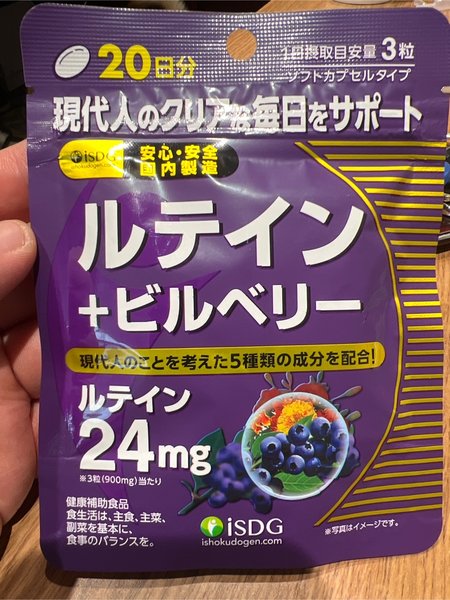 20日分
1日摂取目安量 3粒
ソフトカプセルタイプ
現代人のクリアな毎日をサポート
iSDG
ishokudogen.com
安心・安全
国内製造
ルテイン
+ビルベリー
現代人のことを考えた5種類の成分を配合!
ルテイン
24mg
※3粒(900mg)当たり
健康補助食品
食生活は、主食、主菜、
副菜を基本に、
食事のバランスを。
iSDG
ishokudogen.com
※写真はイメージです。